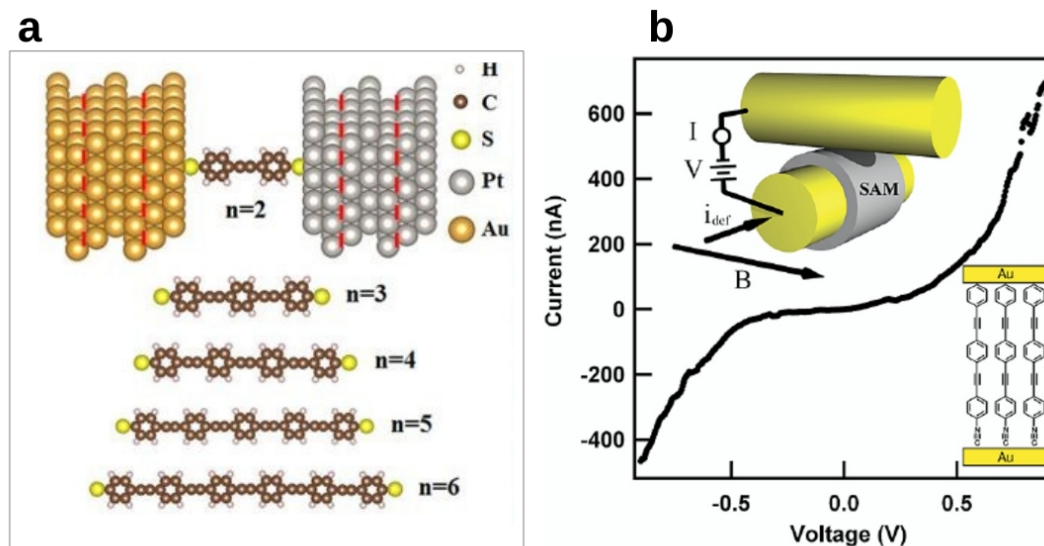 a
H
C
S
Pt
Au
n=2
n=3
n=4
n=5
n=6
b
Current (nA)
600
400
200
0
-200
-400
-0.5
0.0
0.5
Voltage (V)
I
V
i def
B
SAM
Au
N N N
C C C
Au